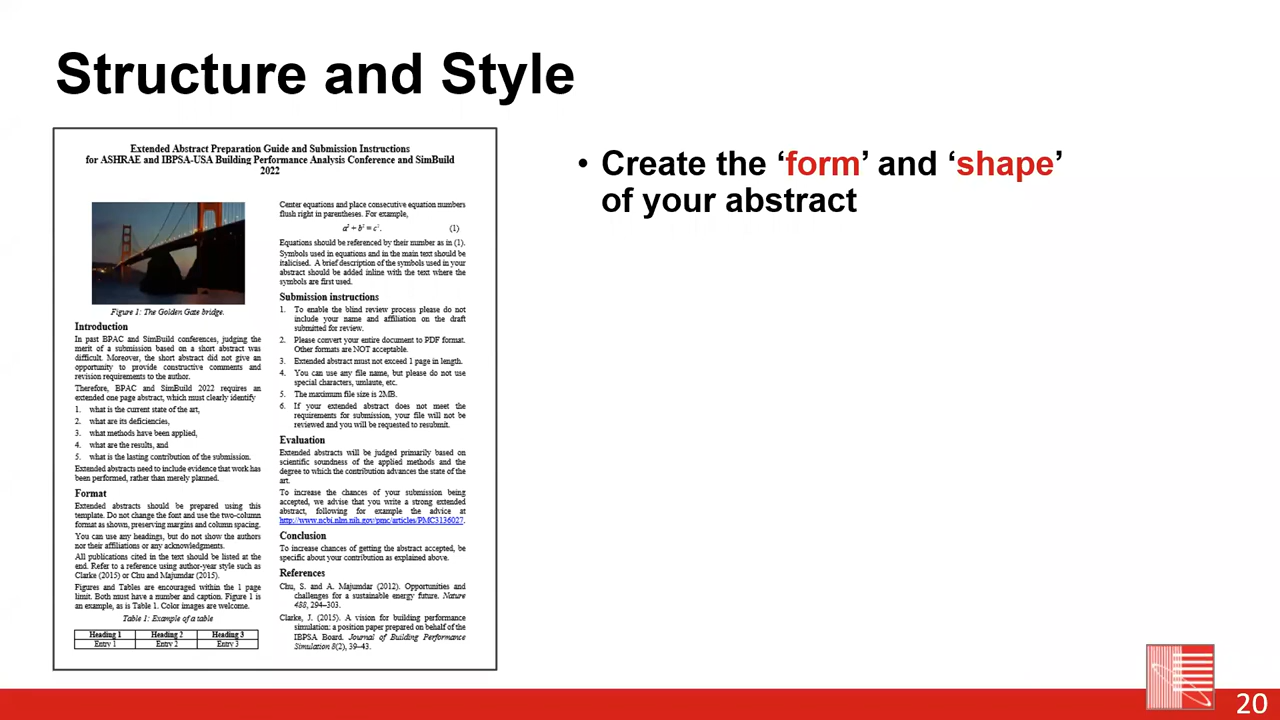 Structure and Style
Extended Abstract Preparation Guide and Submission Instructions
for ASHRAE and IBPSA-USA Building Performance Analysis Conference and SimBuild
2022
Figure 1: The Golden Gate bridge.
Introduction
In past BPAC and SimBuild conferences, judging the
merit of a submission based on a short abstract was
difficult. Moreover, the short abstract did not give an
opportunity to provide constructive comments and
revision requirements to the author.
Therefore, BPAC and SimBuild 2022 requires an
extended one page abstract, which must clearly identify
1. what is the current state of the art,
2. what are its deficiencies,
3. what methods have been applied,
4. what are the results, and
5. what is the lasting contribution of the submission.
Extended abstracts need to include evidence that work has
been performed, rather than merely planned.
Format
Extended abstracts should be prepared using this
template. Do not change the font and use the two-column
format as shown, preserving margins and column spacing.
You can use any headings, but do not show the authors
nor their affiliations or any acknowledgments.
All publications cited in the text should be listed at the
end. Refer to a reference using author-year style such as
Clarke (2015) or Chu and Majumdar (2015).
Figures and Tables are encouraged within the 1 page
limit. Both must have a number and caption. Figure 1 is
an example, as is Table 1. Color images are welcome.
Table 1: Example of a table
Heading 1 Heading 2 Heading 3
Entry 1 Entry 2 Entry 3
Center equations and place consecutive equation numbers
flush right in parentheses. For example,
a² + b² = c². (1)
Equations should be referenced by their number as in (1).
Symbols used in equations and in the main text should be
italicised. A brief description of the symbols used in your
abstract should be added inline with the text where the
symbols are first used.
Submission instructions
1. To enable the blind review process please do not
include your name and affiliation on the draft
submitted for review.
2. Please convert your entire document to PDF format.
Other formats are NOT acceptable.
3. Extended abstract must not exceed 1 page in length.
4. You can use any file name, but please do not use
special characters, umlaute, etc.
5. The maximum file size is 2MB.
6. If your extended abstract does not meet the
requirements for submission, your file will not be
reviewed and you will be requested to resubmit.
Evaluation
Extended abstracts will be judged primarily based on
scientific soundness of the applied methods and the
degree to which the contribution advances the state of the
art.
To increase the chances of your submission being
accepted, we advise that you write a strong extended
abstract, following for example the advice at
http://www.ncbi.nlm.nih.gov/pmc/articles/PMC3136027.
Conclusion
To increase chances of getting the abstract accepted, be
specific about your contribution as explained above.
References
Chu, S. and A. Majumdar (2012). Opportunities and
challenges for a sustainable energy future. Nature
488, 294–303.
Clarke, J. (2015). A vision for building performance
simulation: a position paper prepared on behalf of the
IBPSA Board. Journal of Building Performance
Simulation 8(2), 39–43.
• Create the ‘form’ and ‘shape’
of your abstract
20